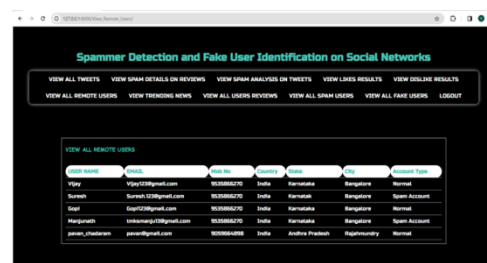 127.0.0.1:8000/View_Remote_Users/
Spammer Detection and Fake User Identification on Social Networks
VIEW ALL TWEETS VIEW SPAM DETAILS ON REVIEWS VIEW SPAM ANALYSIS ON TWEETS VIEW LIKES RESULTS VIEW DISLIKE RESULTS
VIEW ALL REMOTE USERS VIEW TRENDING NEWS VIEW ALL USERS REVIEWS VIEW ALL SPAM USERS VIEW ALL FAKE USERS LOGOUT
VIEW ALL REMOTE USERS
USER NAME EMAIL Mob No Country State City Account Type
Vijay Vijay123@gmail.com 9535866270 India Karnataka Bangalore Normal
Suresh Suresh.123@gmail.com 9535866270 India Karnatak Bangalore Spam Account
Gopi Gopi123@gmail.com 9535866270 India Karnataka Bangalore Normal
Manjunath tmksmanju13@gmail.com 9535866270 India Karnataka Bangalore Spam Account
pavan_chadaram pavan@gmail.com 9059664898 India Andhra Pradesh Rajahmundry Normal